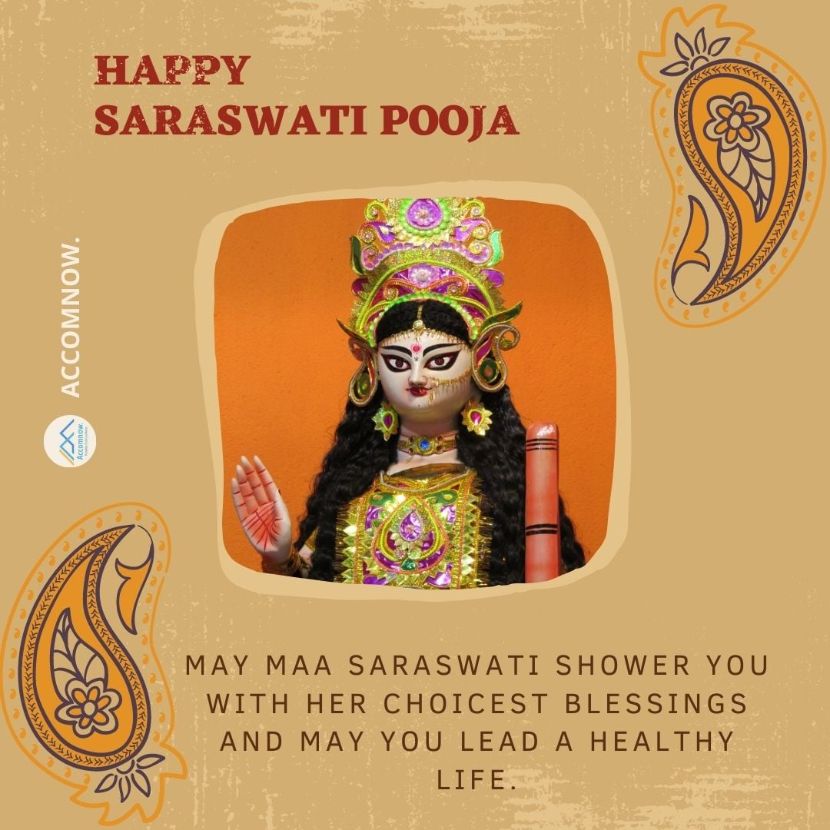 HAPPY
SARASWATI POOJA
ACCOMNOW.
Accomnow.
MAY MAA SARASWATI SHOWER YOU
WITH HER CHOICEST BLESSINGS
AND MAY YOU LEAD A HEALTHY
LIFE.